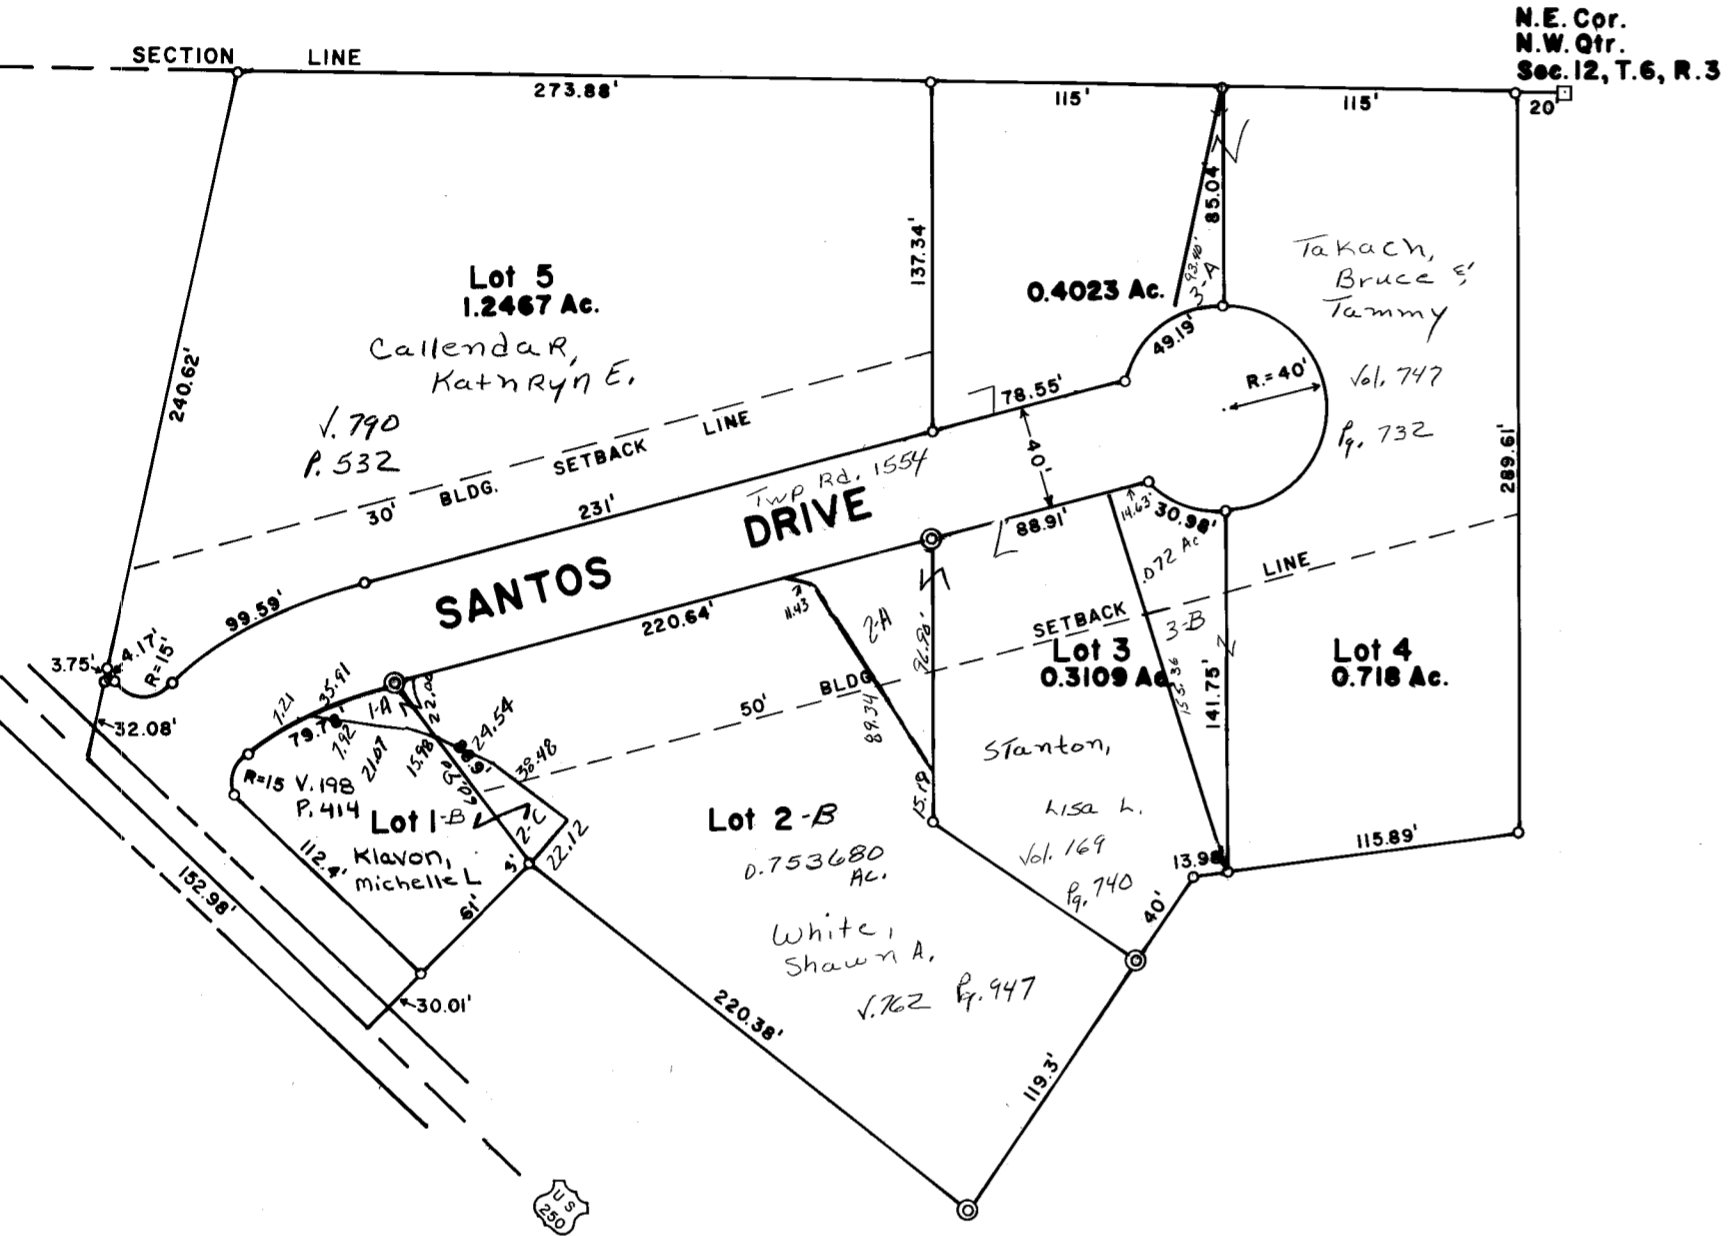 N.E. Cor.
N.W. Qtr.
Sec. 12, T.6, R.3
SECTION LINE
273.88'
115'
115'
20'
240.62'
Lot 5
1.2467 Ac.
Callendar,
Kathryn E.
V. 790
P. 532
137.34'
0.4023 Ac.
85.04'
93.40'
3-A
49.19'
R.=40'
Takach,
Bruce &
Tammy
Vol. 747
Pg. 732
289.61'
78.55'
40'
30' BLDG. SETBACK LINE
231'
Twp Rd. 1554
SANTOS DRIVE
99.59'
4.17'
R=15'
3.75'
32.08'
220.64'
88.91'
14.63'
30.98'
.072 Ac
11.43
2-A
96.90'
89.34
15.19
50' BLDG. SETBACK LINE
Lot 3
0.3109 Ac
3-B
155.36
141.75'
Lot 4
0.718 Ac.
115.89'
13.98
40'
Stanton,
Lisa L.
Vol. 169
Pg. 740
7.21
35.91
1-A
22.00
79.78'
7.92
21.07
15.98
24.54
38.48
R=15
V. 198
P. 414
Lot 1-B
Klavon,
Michelle L
2-C
3'
22.12
61'
112.4'
152.98'
30.01'
Lot 2-B
0.753680
Ac.
White,
Shawn A.
V. 762 Pg. 947
220.38'
119.3'
US
250